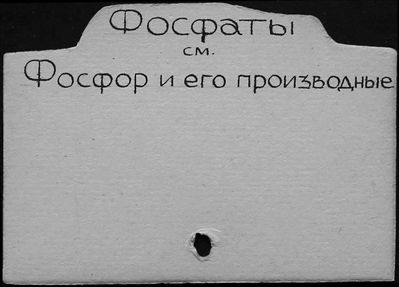 Фосфаты
см.
Фосфор и его производные